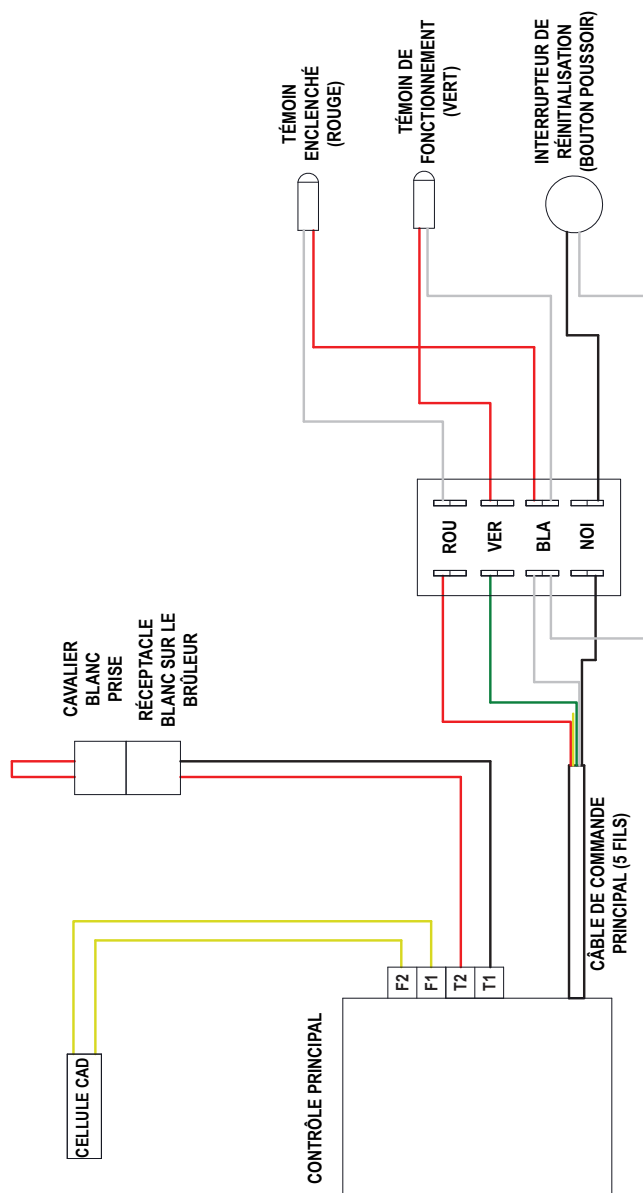 TÉMOIN
ENCLENCHÉ
(ROUGE)
TÉMOIN DE
FONCTIONNEMENT
(VERT)
INTERRUPTEUR DE
RÉINITIALISATION
(BOUTON POUSSOIR)
ROU
VER
BLA
NOI
CAVALIER
BLANC
PRISE
RÉCEPTACLE
BLANC SUR LE
BRÛLEUR
CELLULE CAD
F2
F1
T2
T1
CONTRÔLE PRINCIPAL
CÂBLE DE COMMANDE
PRINCIPAL (5 FILS)